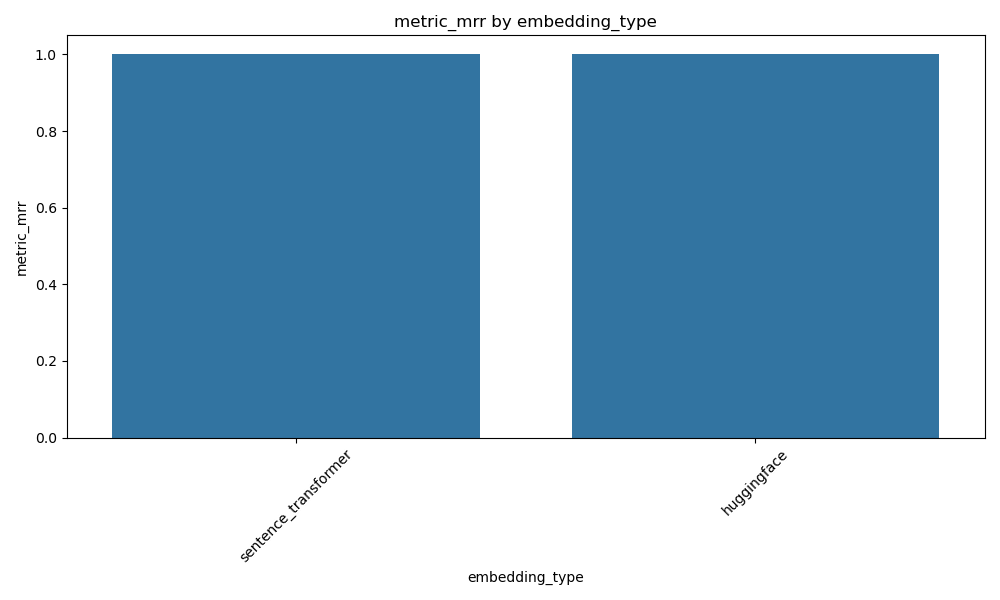 metric_mrr by embedding_type
metric_mrr
1.0
0.8
0.6
0.4
0.2
0.0
sentence_transformer
huggingface
embedding_type